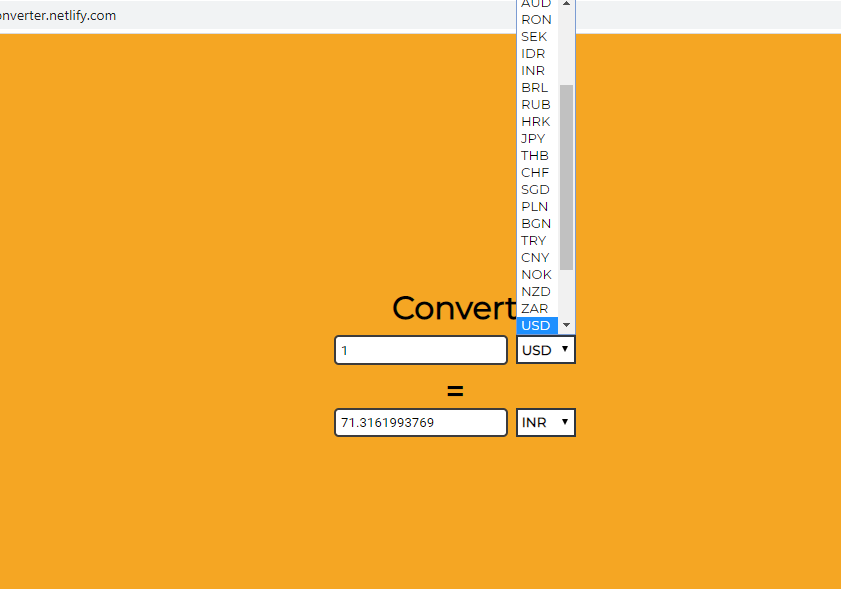 onverter.netlify.com
AUD
RON
SEK
IDR
INR
BRL
RUB
HRK
JPY
THB
CHF
SGD
PLN
BGN
TRY
CNY
NOK
NZD
ZAR
USD
Convert
1
USD
=
71.3161993769
INR